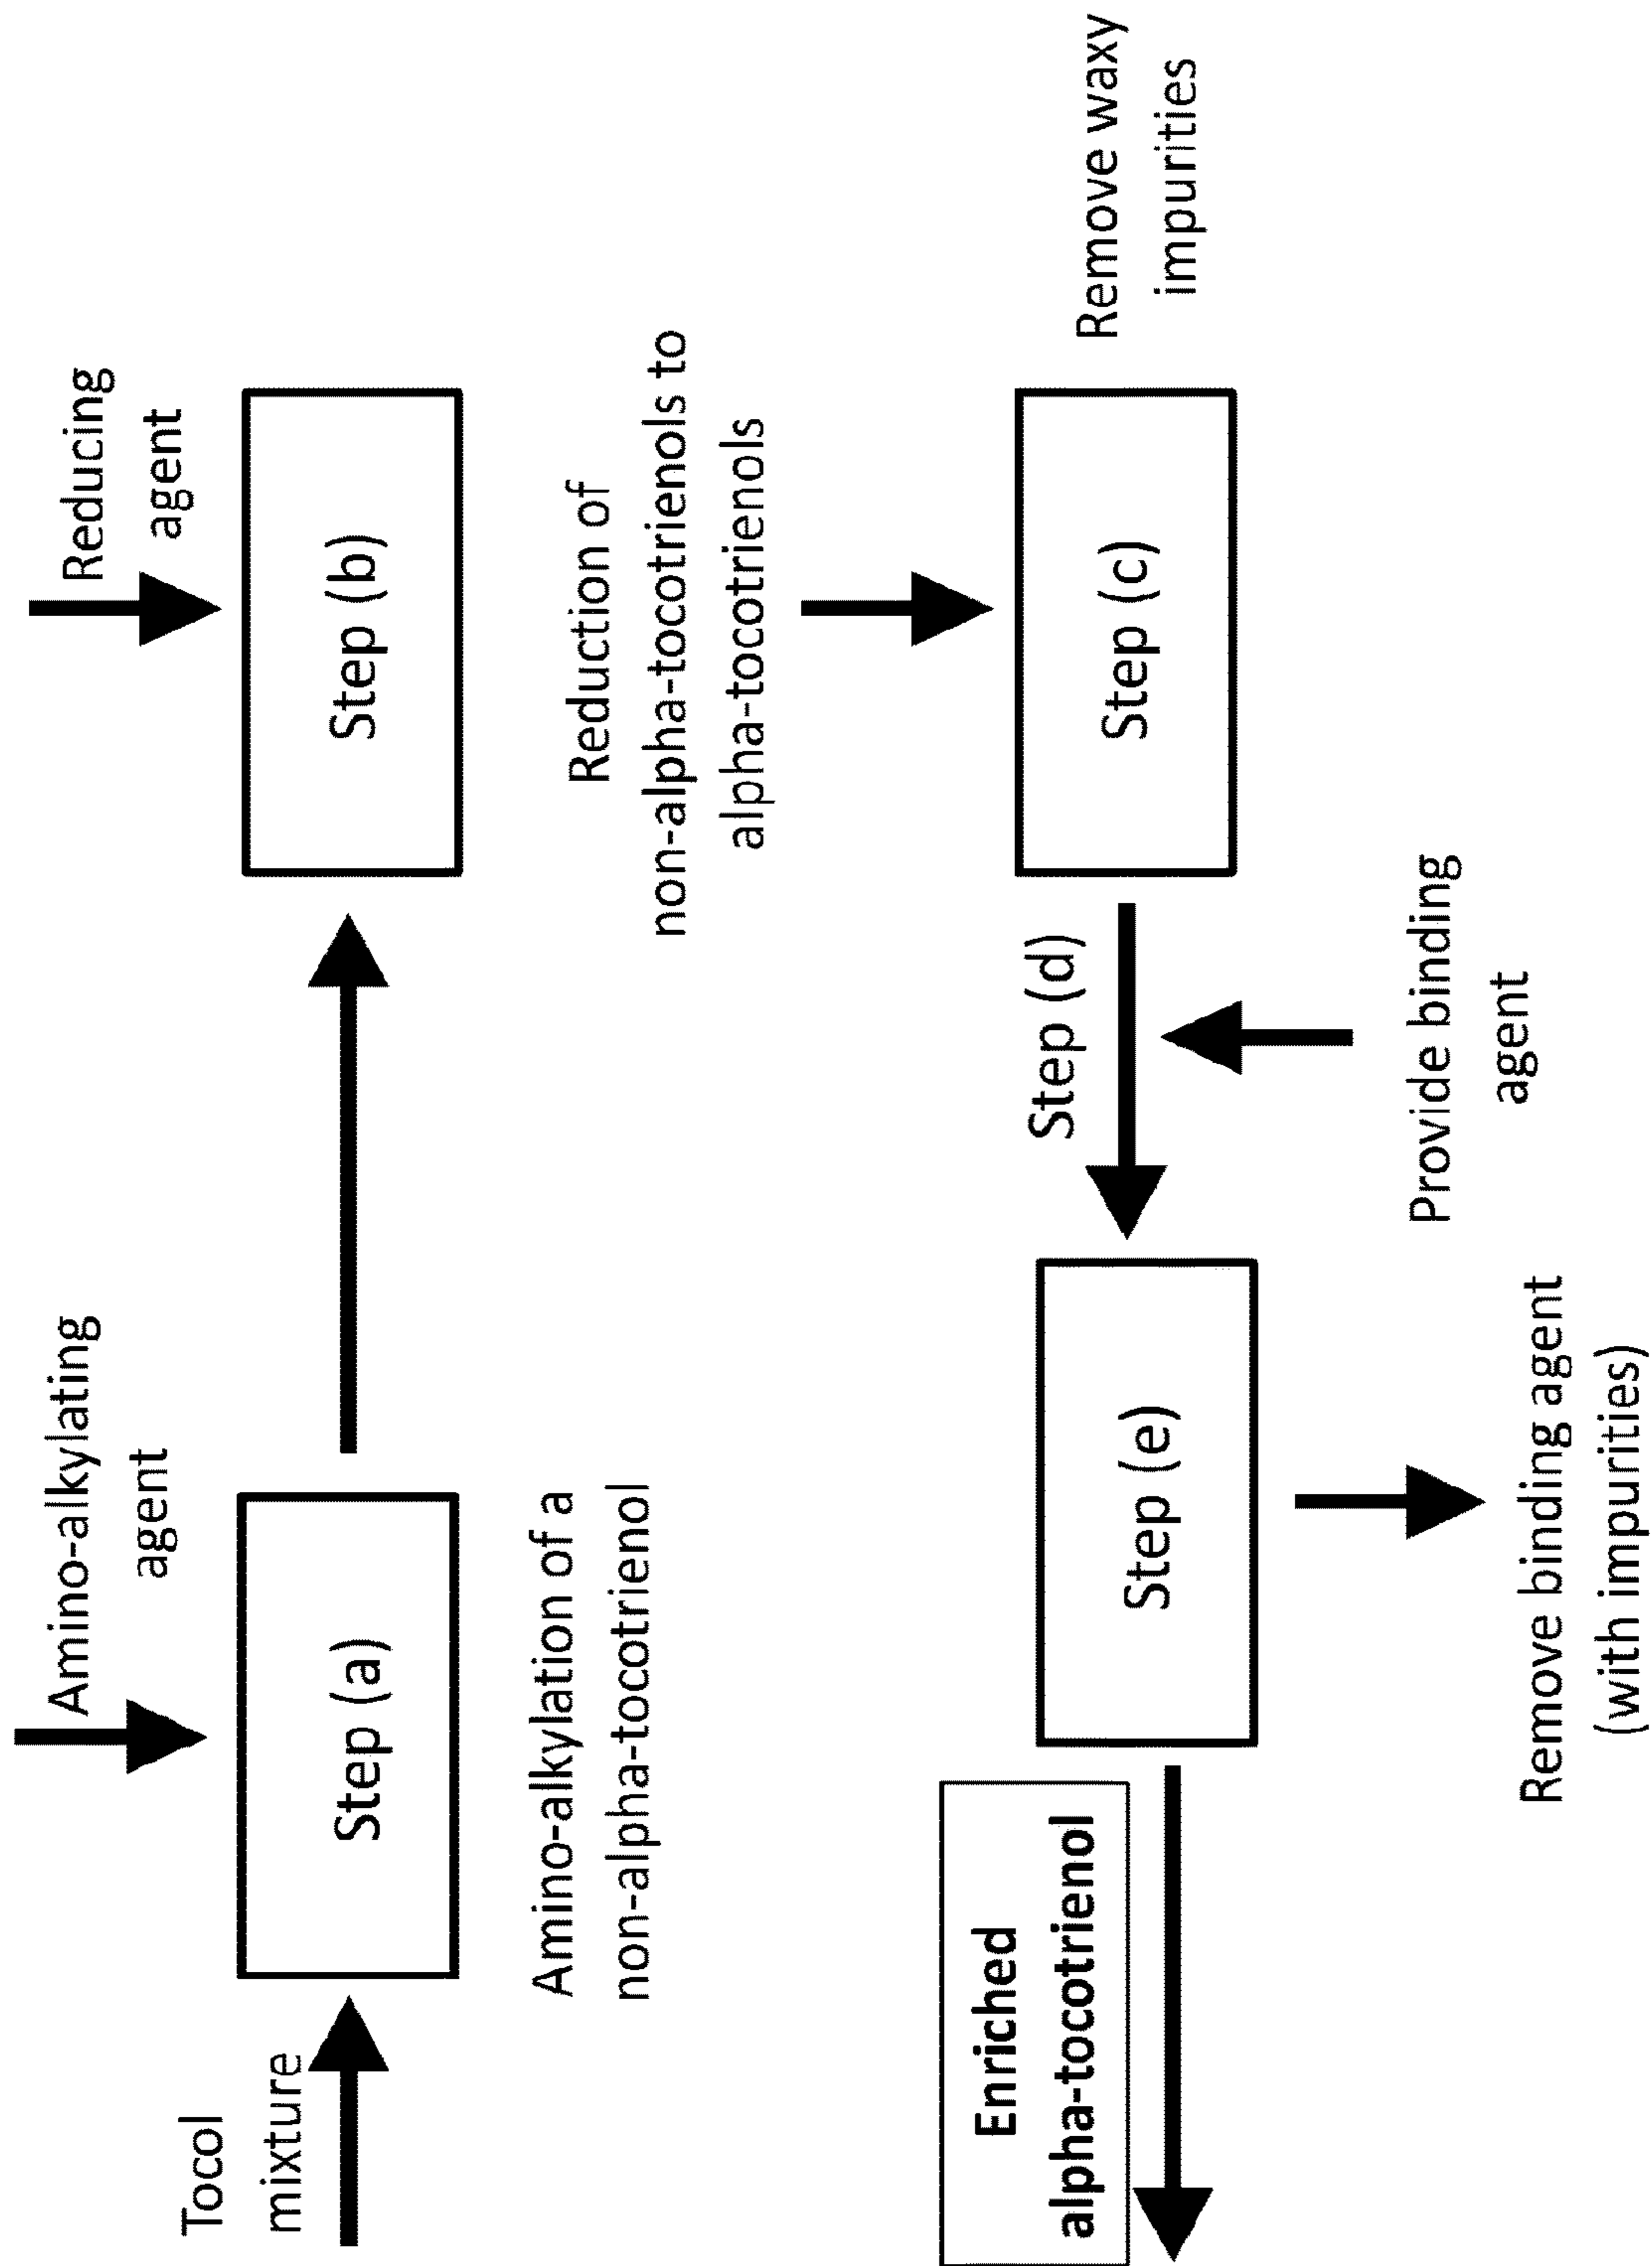 Tocol
mixture
Amino-alkylating
agent
Step (a)
Amino-alkylation of a
non-alpha-tocotrienol
Reducing
agent
Step (b)
Reduction of
non-alpha-tocotrienols to
alpha-tocotrienols
Step (c)
Remove waxy
impurities
Step (d)
Provide binding
agent
Step (e)
Remove binding agent
(with impurities)
Enriched
alpha-tocotrienol